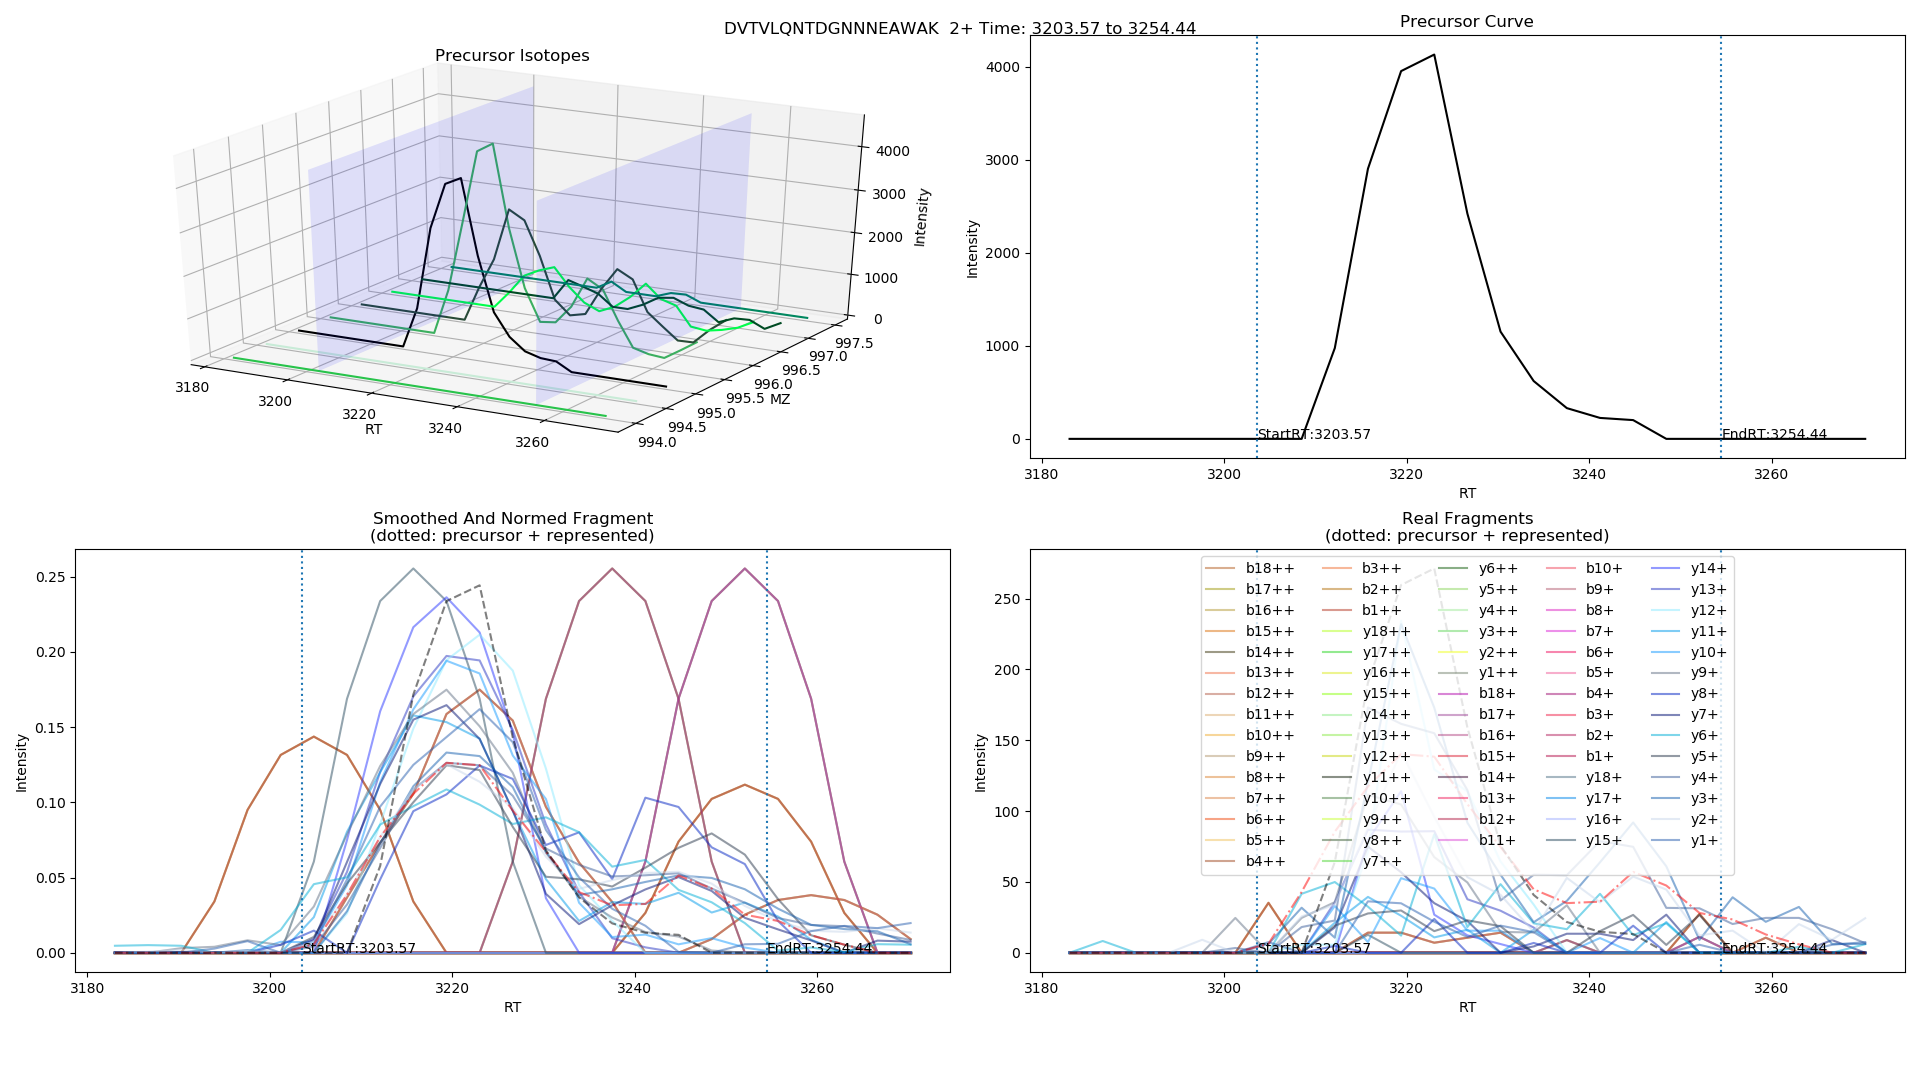 DVTVLQNTDGNNNEAWAK 2+ Time: 3203.57 to 3254.44
Precursor Isotopes
4000
3000
2000
1000
0
Intensity
3180
3200
3220
3240
3260
RT
994.0
994.5
995.0
995.5
996.0
996.5
997.0
997.5
MZ
Precursor Curve
4000
3000
2000
1000
0
Intensity
StartRT:3203.57
EndRT:3254.44
3180 3200 3220 3240 3260
RT
Smoothed And Normed Fragment
(dotted: precursor + represented)
0.25
0.20
0.15
0.10
0.05
0.00
Intensity
StartRT:3203.57
EndRT:3254.44
3180 3200 3220 3240 3260
RT
Real Fragments
(dotted: precursor + represented)
250
200
150
100
50
0
Intensity
b18++ b3++ y6++ b10+ y14+
b17++ b2++ y5++ b9+ y13+
b16++ b1++ y4++ b8+ y12+
b15++ y18++ y3++ b7+ y11+
b14++ y17++ y2++ b6+ y10+
b13++ y16++ y1++ b5+ y9+
b12++ y15++ b18+ b4+ y8+
b11++ y14++ b17+ b3+ y7+
b10++ y13++ b16+ b2+ y6+
b9++ y12++ b15+ b1+ y5+
b8++ y11++ b14+ y18+ y4+
b7++ y10++ b13+ y17+ y3+
b6++ y9++ b12+ y16+ y2+
b5++ y8++ b11+ y15+ y1+
b4++ y7++
StartRT:3203.57
EndRT:3254.44
3180 3200 3220 3240 3260
RT